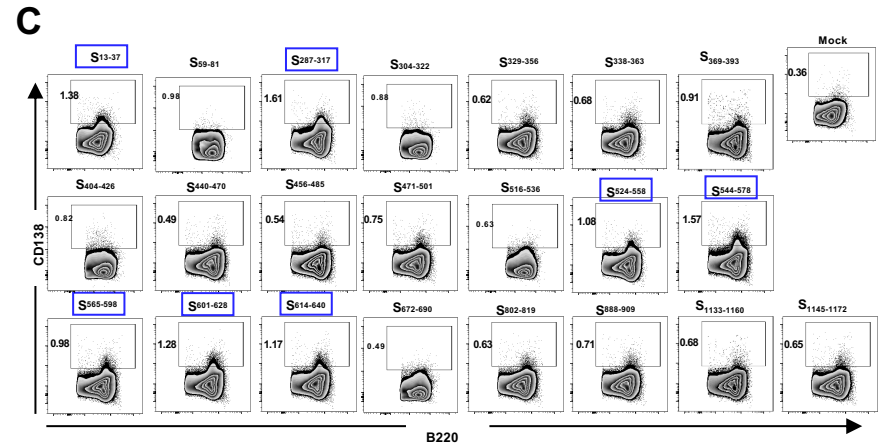 C
Mock
S13-37 S59-81 S287-317 S304-322 S329-356 S338-363 S369-393
1.38 0.98 1.61 0.88 0.62 0.68 0.91 0.36
S404-426 S440-470 S456-485 S471-501 S516-536 S524-558 S544-578
0.82 0.49 0.54 0.75 0.63 1.08 1.57
CD138
S565-598 S601-628 S614-640 S672-690 S802-819 S888-909 S1133-1160 S1145-1172
0.98 1.28 1.17 0.49 0.63 0.71 0.68 0.65
B220